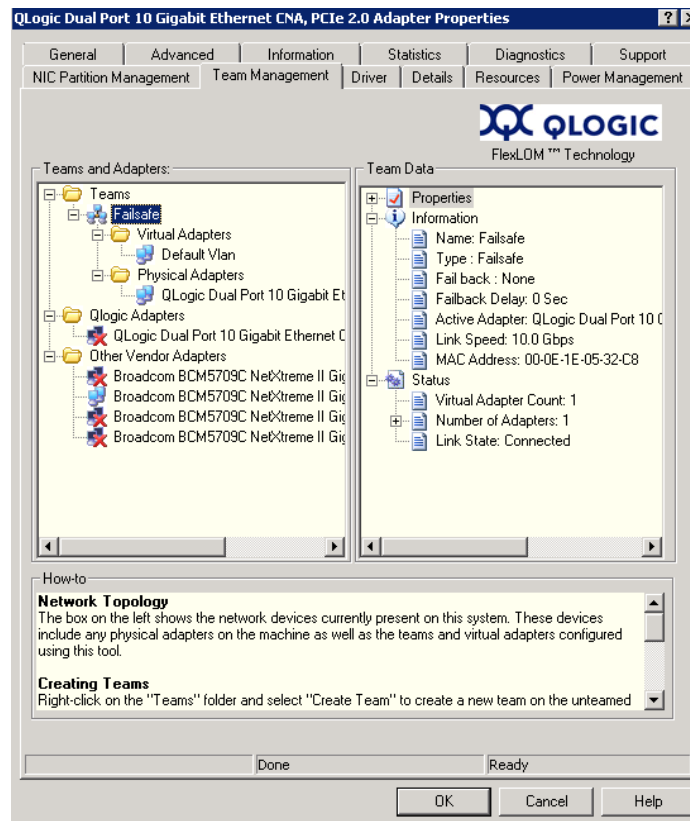 QLogic Dual Port 10 Gigabit Ethernet CNA, PCIe 2.0 Adapter Properties
General Advanced Information Statistics Diagnostics Support
NIC Partition Management Team Management Driver Details Resources Power Management
QLOGIC
FlexLOM™ Technology
Teams and Adapters:
Teams
Failsafe
Virtual Adapters
Default Vlan
Physical Adapters
QLogic Dual Port 10 Gigabit Et
Qlogic Adapters
QLogic Dual Port 10 Gigabit Ethernet C
Other Vendor Adapters
Broadcom BCM5709C NetXtreme II Gig
Broadcom BCM5709C NetXtreme II Gig
Broadcom BCM5709C NetXtreme II Gig
Broadcom BCM5709C NetXtreme II Gig
Team Data
Properties
Information
Name: Failsafe
Type : Failsafe
Fail back : None
Failback Delay: 0 Sec
Active Adapter: QLogic Dual Port 10 G
Link Speed: 10.0 Gbps
MAC Address: 00-0E-1E-05-32-C8
Status
Virtual Adapter Count: 1
Number of Adapters: 1
Link State: Connected
How-to
Network Topology
The box on the left shows the network devices currently present on this system. These devices
include any physical adapters on the machine as well as the teams and virtual adapters configured
using this tool.
Creating Teams
Right-click on the "Teams" folder and select "Create Team" to create a new team on the unteamed
Done Ready
OK Cancel Help